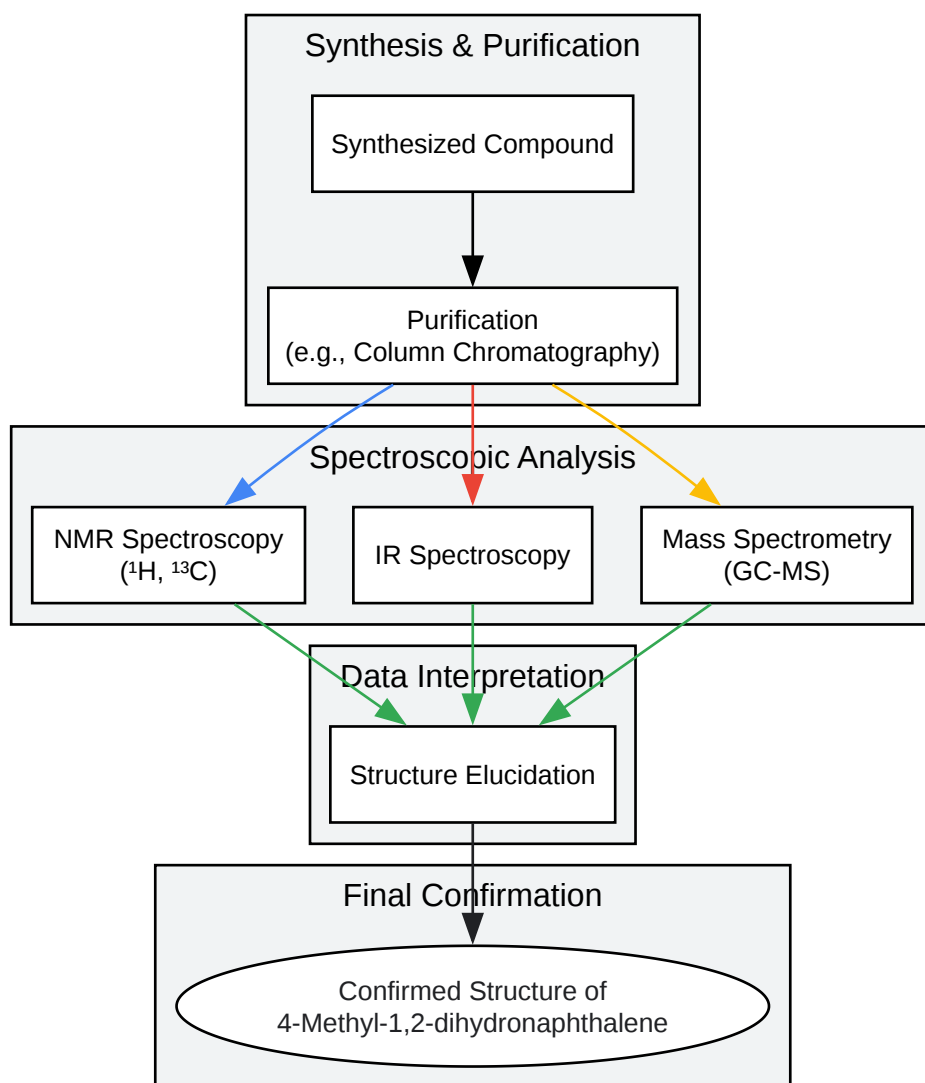 Synthesis & Purification
Synthesized Compound
Purification
(e.g., Column Chromatography)
Spectroscopic Analysis
NMR Spectroscopy
(¹H, ¹³C)
IR Spectroscopy
Mass Spectrometry
(GC-MS)
Data Interpretation
Structure Elucidation
Final Confirmation
Confirmed Structure of
4-Methyl-1,2-dihydronaphthalene